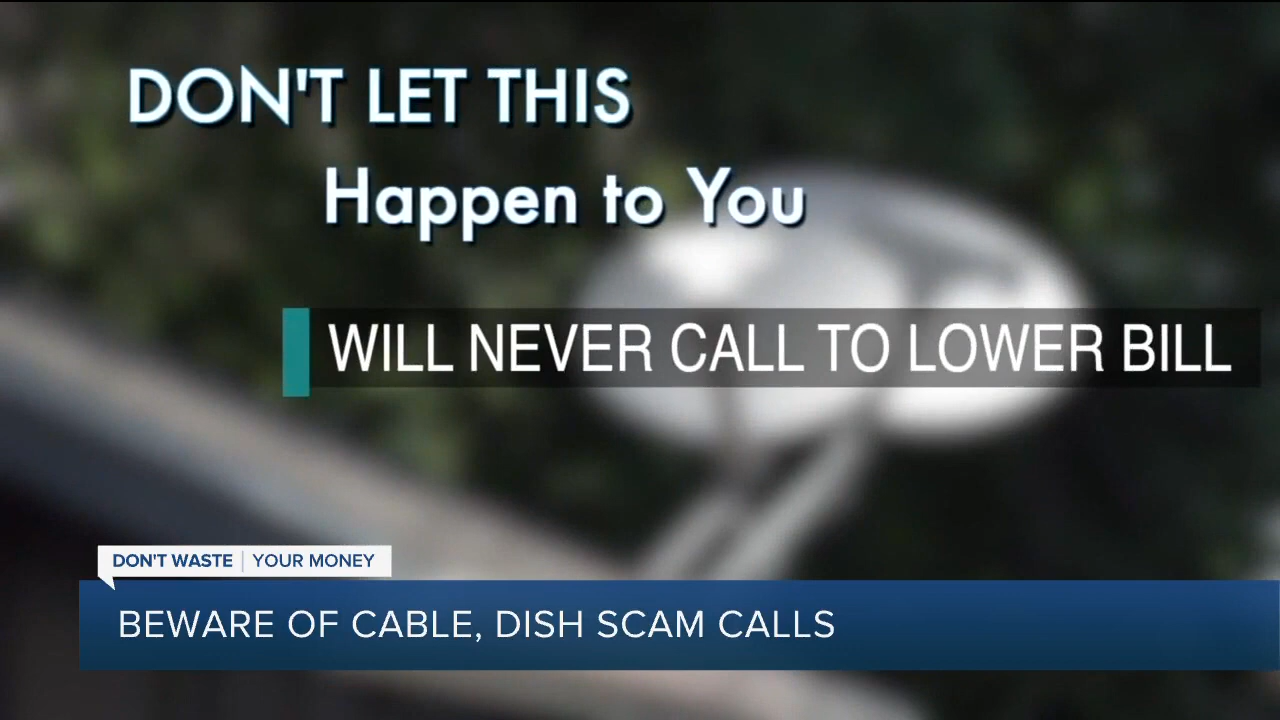 DON'T LET THIS
Happen to You
WILL NEVER CALL TO LOWER BILL
DON'T WASTE | YOUR MONEY
BEWARE OF CABLE, DISH SCAM CALLS